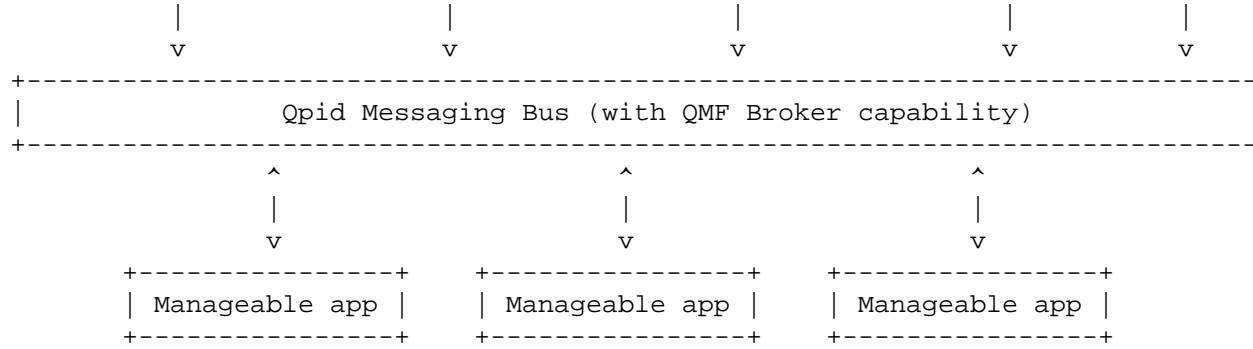 Qpid Messaging Bus (with QMF Broker capability)
Manageable app Manageable app Manageable app